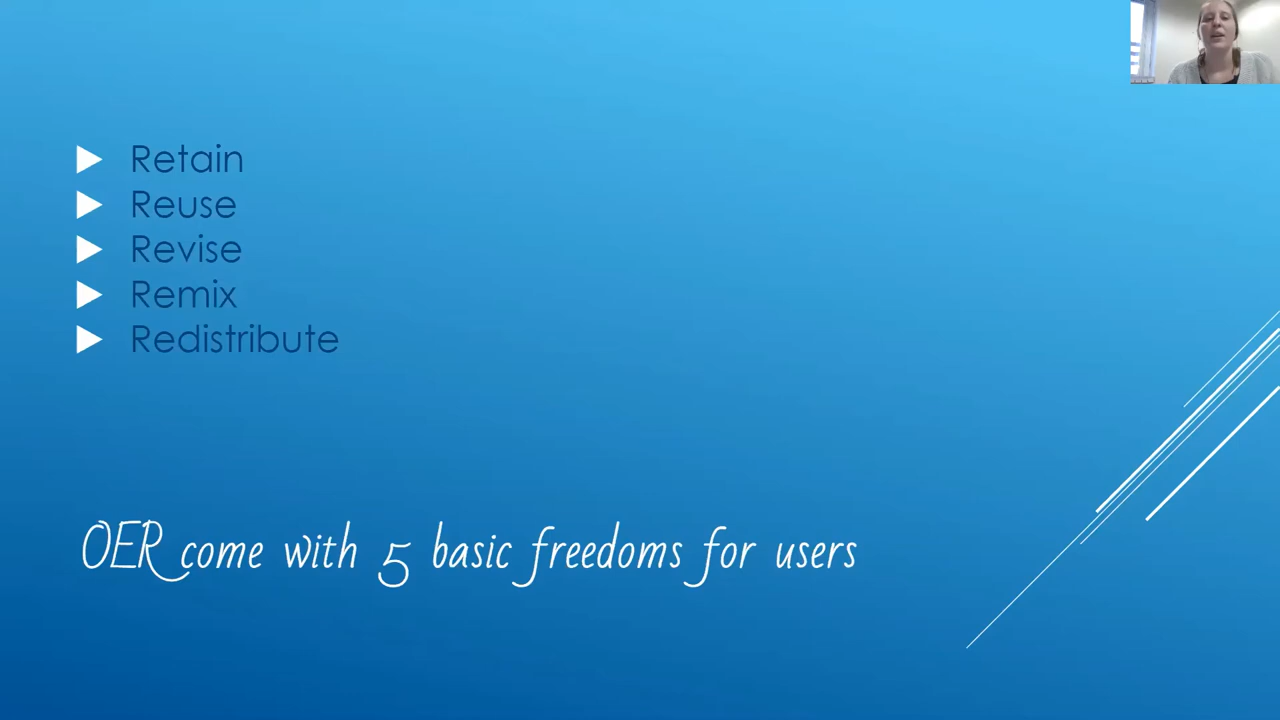 Retain
Reuse
Revise
Remix
Redistribute
OER come with 5 basic freedoms for users